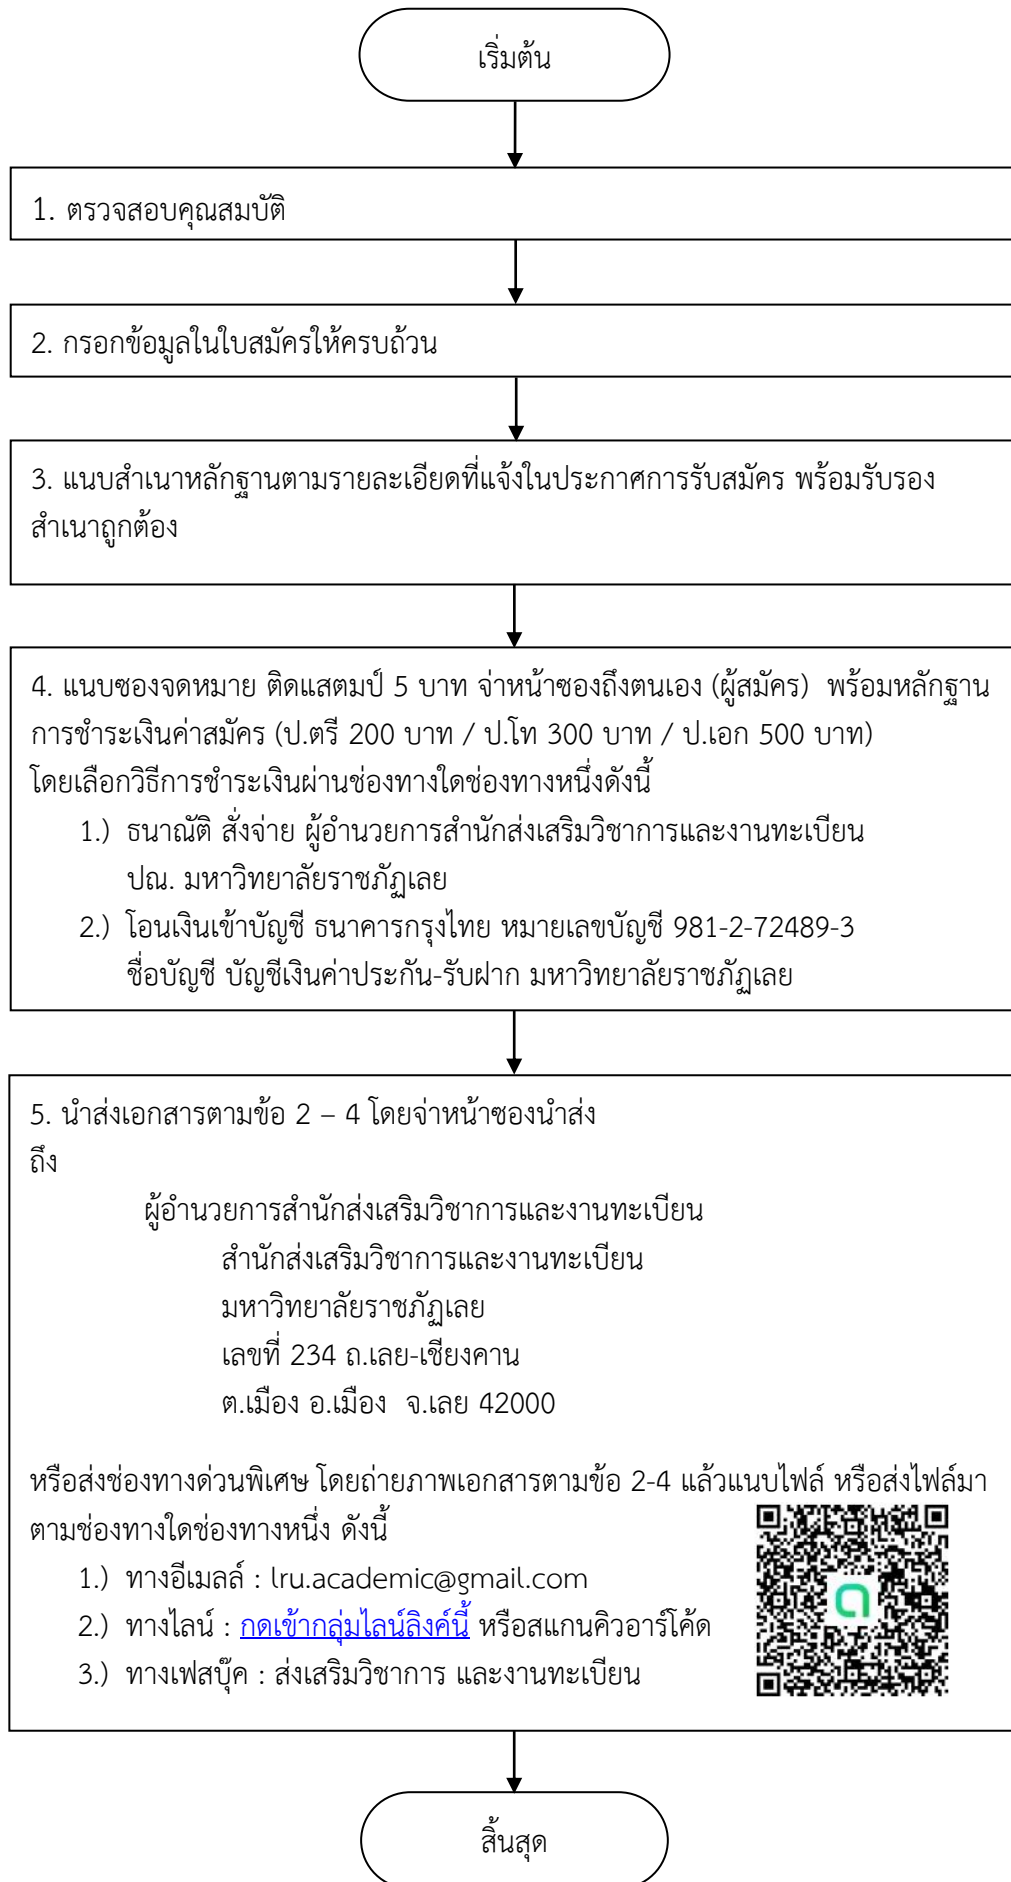 เริ่มต้น
1. ตรวจสอบคุณสมบัติ
2. กรอกข้อมูลในใบสมัครให้ครบถ้วน
3. แนบสำเนาหลักฐานตามรายละเอียดที่แจ้งในประกาศการรับสมัคร พร้อมรับรอง
สำเนาถูกต้อง
4. แนบซองจดหมาย ติดแสตมป์ 5 บาท จ่าหน้าซองถึงตนเอง (ผู้สมัคร) พร้อมหลักฐาน
การชำระเงินค่าสมัคร (ป.ตรี 200 บาท / ป.โท 300 บาท / ป.เอก 500 บาท)
โดยเลือกวิธีการชำระเงินผ่านช่องทางใดช่องทางหนึ่งดังนี้
1.) ธนาณัติ สั่งจ่าย ผู้อำนวยการสำนักส่งเสริมวิชาการและงานทะเบียน
ปณ. มหาวิทยาลัยราชภัฏเลย
2.) โอนเงินเข้าบัญชี ธนาคารกรุงไทย หมายเลขบัญชี 981-2-72489-3
ชื่อบัญชี บัญชีเงินค่าประกัน-รับฝาก มหาวิทยาลัยราชภัฏเลย
5. นำส่งเอกสารตามข้อ 2 – 4 โดยจ่าหน้าซองนำส่ง
ถึง
ผู้อำนวยการสำนักส่งเสริมวิชาการและงานทะเบียน
สำนักส่งเสริมวิชาการและงานทะเบียน
มหาวิทยาลัยราชภัฏเลย
เลขที่ 234 ถ.เลย-เชียงคาน
ต.เมือง อ.เมือง จ.เลย 42000
หรือส่งช่องทางด่วนพิเศษ โดยถ่ายภาพเอกสารตามข้อ 2-4 แล้วแนบไฟล์ หรือส่งไฟล์มา
ตามช่องทางใดช่องทางหนึ่ง ดังนี้
1.) ทางอีเมลล์ : lru.academic@gmail.com
2.) ทางไลน์ : กดเข้ากลุ่มไลน์ลิงค์นี้ หรือสแกนคิวอาร์โค้ด
3.) ทางเฟสบุ๊ค : ส่งเสริมวิชาการ และงานทะเบียน
สิ้นสุด